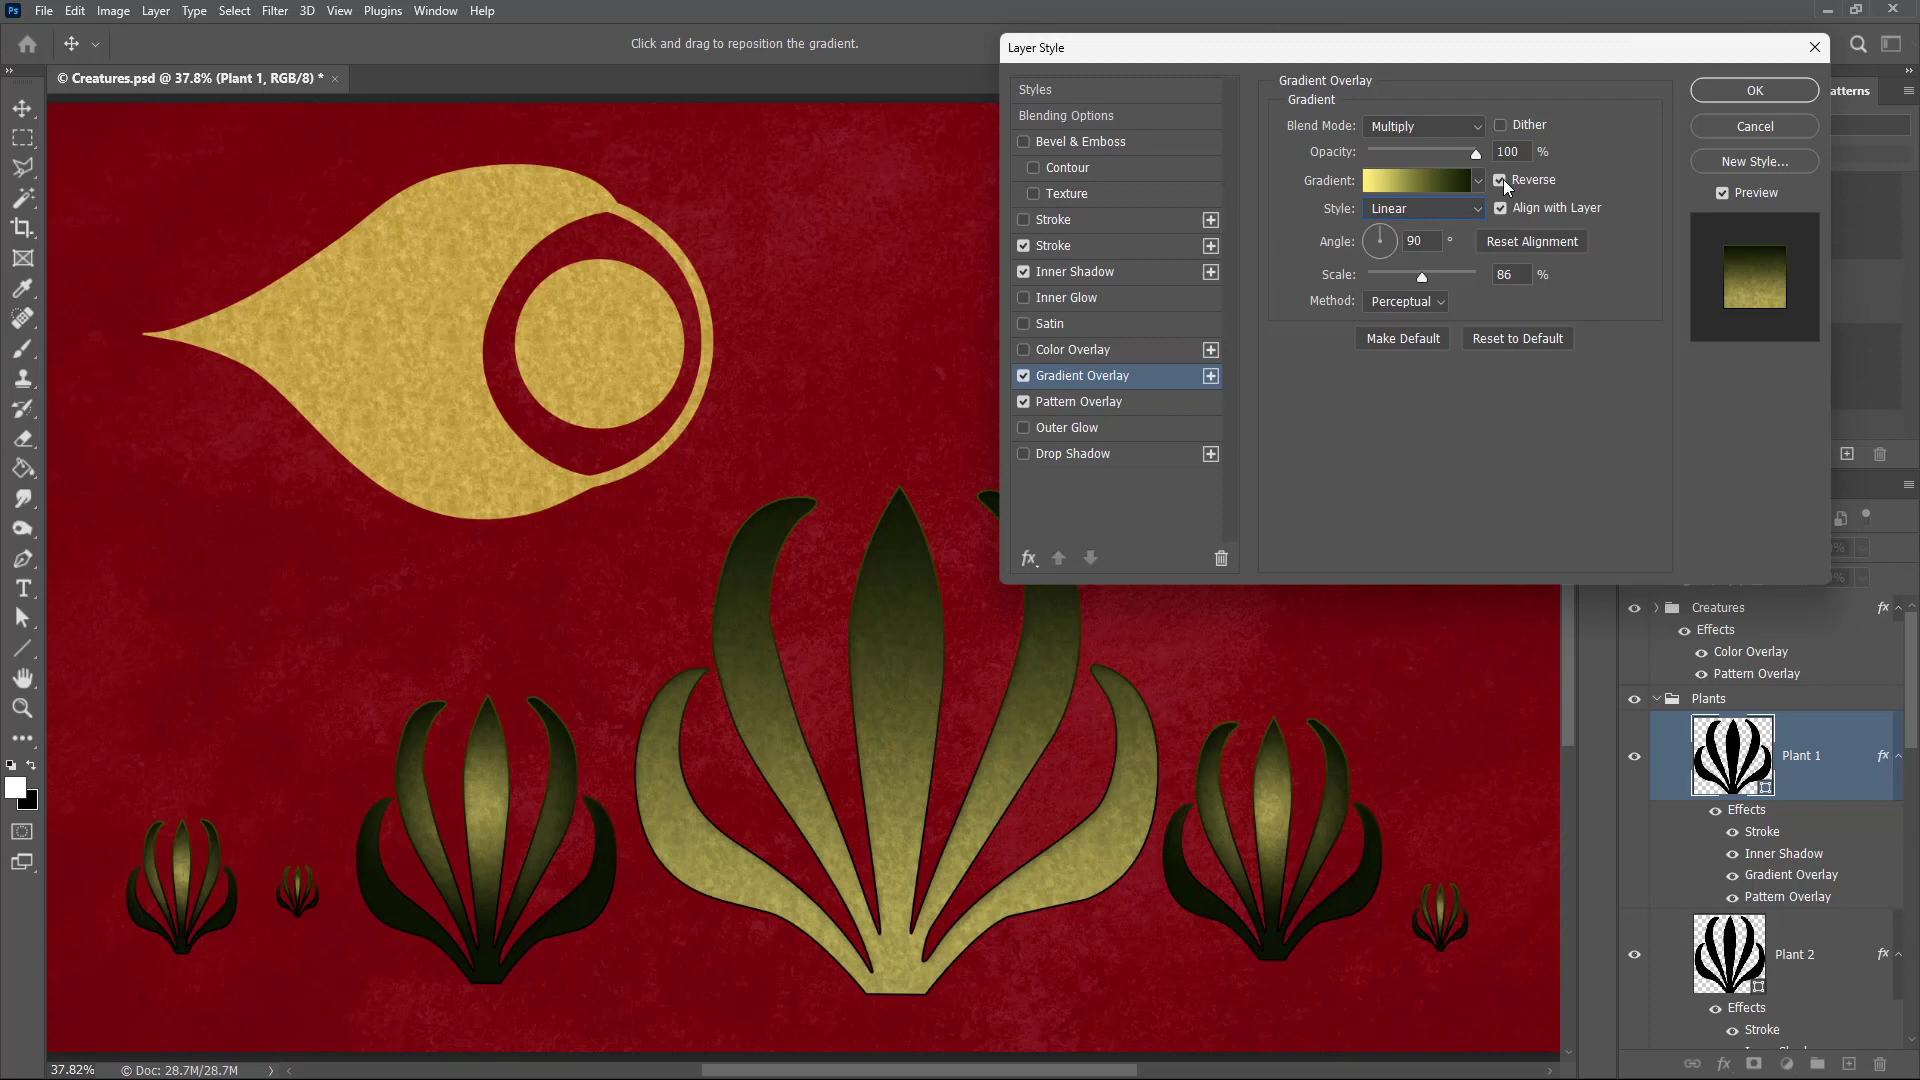 Ps File Edit Image Layer Type Select Filter 3D View Plugins Window Help
Click and drag to reposition the gradient.
© Creatures.psd @ 37.8% (Plant 1, RGB/8) *
Layer Style
Styles
Blending Options
Bevel & Emboss
Contour
Texture
Stroke
Stroke
Inner Shadow
Inner Glow
Satin
Color Overlay
Gradient Overlay
Pattern Overlay
Outer Glow
Drop Shadow
fx
Gradient Overlay
Gradient
Blend Mode: Multiply Dither
Opacity: 100 %
Gradient: Reverse
Style: Linear Align with Layer
Angle: 90 ° Reset Alignment
Scale: 86 %
Method: Perceptual
Make Default Reset to Default
OK
Cancel
New Style...
Preview
atterns
%
%
Creatures fx
Effects
Color Overlay
Pattern Overlay
Plants
Plant 1 fx
Effects
Stroke
Inner Shadow
Gradient Overlay
Pattern Overlay
Plant 2 fx
Effects
Stroke
fx
37.82% © Doc: 28.7M/28.7M